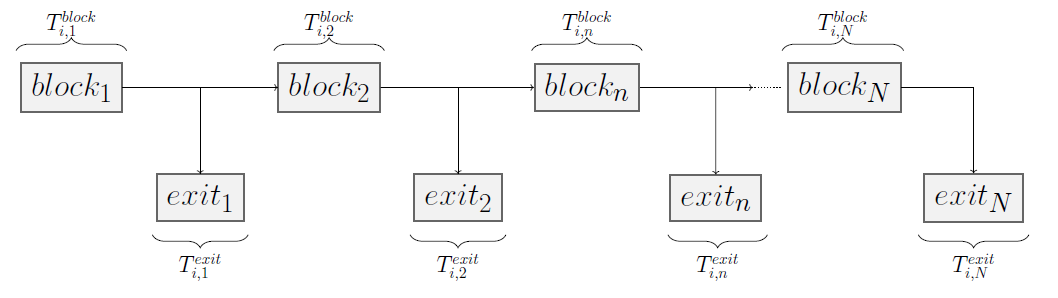 T_{i,1}^{block} T_{i,2}^{block} T_{i,n}^{block} T_{i,N}^{block}
block_1 block_2 block_n block_N
exit_1 exit_2 exit_n exit_N
T_{i,1}^{exit} T_{i,2}^{exit} T_{i,n}^{exit} T_{i,N}^{exit}